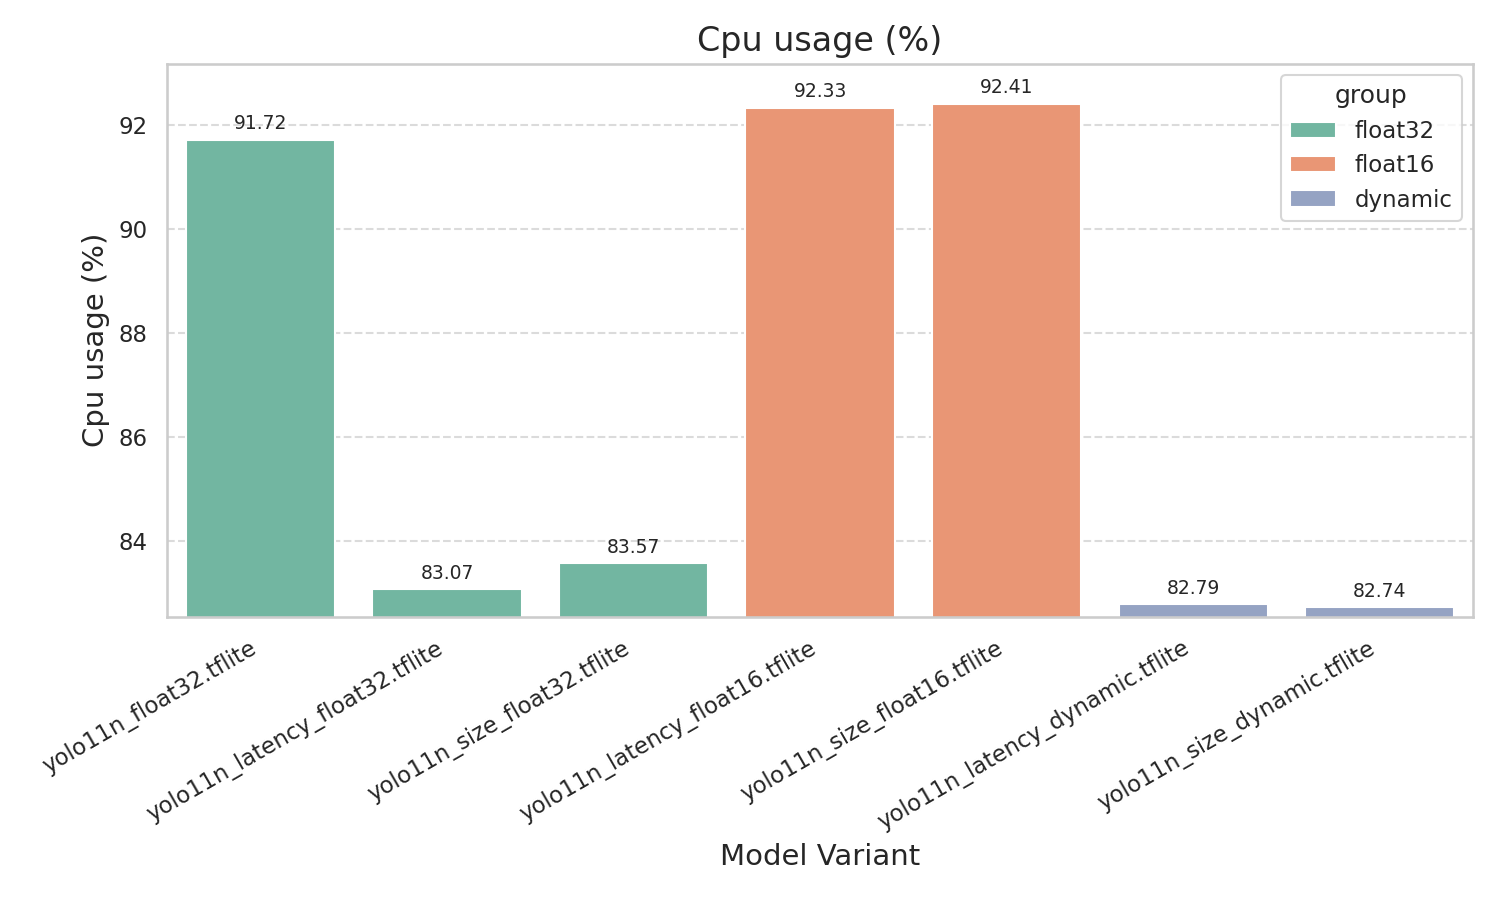 Cpu usage (%)
Cpu usage (%)
92
90
88
86
84
91.72
83.07
83.57
92.33
92.41
82.79
82.74
group
float32
float16
dynamic
yolo11n_float32.tflite
yolo11n_latency_float32.tflite
yolo11n_size_float32.tflite
yolo11n_latency_float16.tflite
yolo11n_size_float16.tflite
yolo11n_latency_dynamic.tflite
yolo11n_size_dynamic.tflite
Model Variant